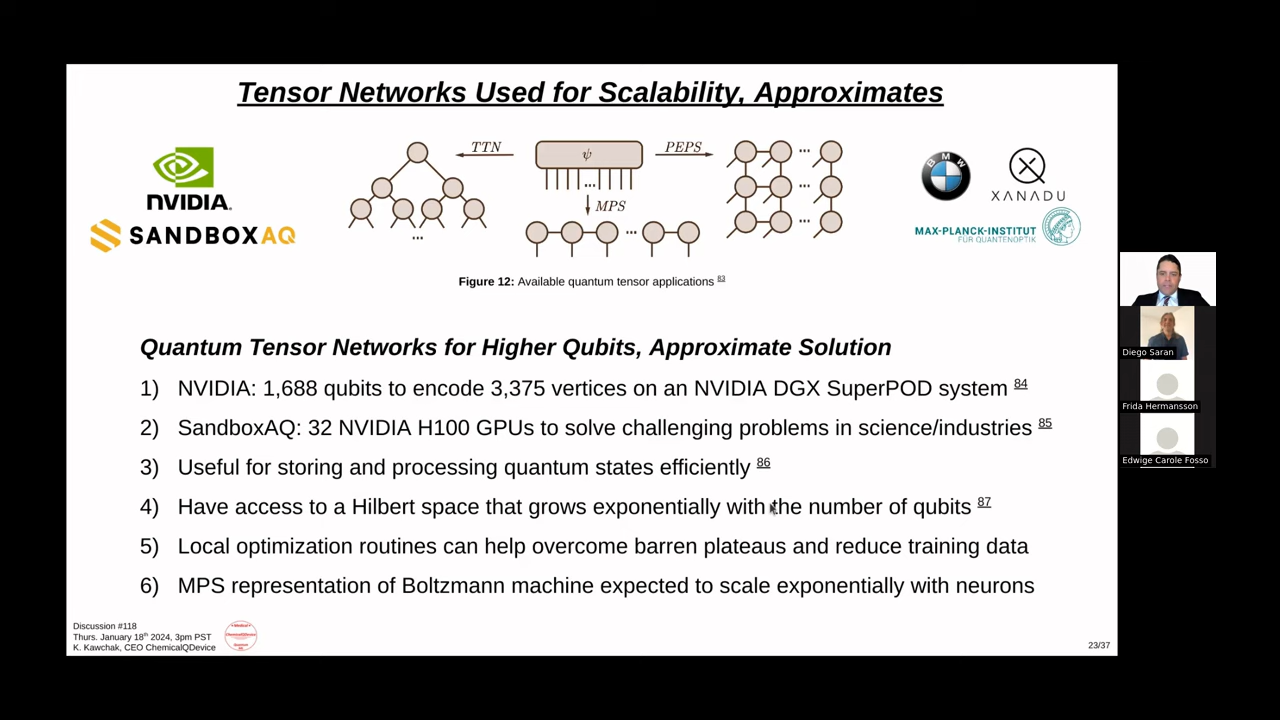 Tensor Networks Used for Scalability, Approximates
NVIDIA.
SANDBOXAQ
TTN
ψ
PEPS
MPS
...
...
...
...
...
...
BMW
XANADU
MAX-PLANCK-INSTITUT
FÜR QUANTENOPTIK
Figure 12: Available quantum tensor applications 83
Quantum Tensor Networks for Higher Qubits, Approximate Solution
1) NVIDIA: 1,688 qubits to encode 3,375 vertices on an NVIDIA DGX SuperPOD system 84
2) SandboxAQ: 32 NVIDIA H100 GPUs to solve challenging problems in science/industries 85
3) Useful for storing and processing quantum states efficiently 86
4) Have access to a Hilbert space that grows exponentially with the number of qubits 87
5) Local optimization routines can help overcome barren plateaus and reduce training data
6) MPS representation of Boltzmann machine expected to scale exponentially with neurons
Discussion #118
Thurs. January 18th 2024, 3pm PST
K. Kawchak, CEO ChemicalQDevice
ChemicalQDevice
23/37
Diego Saran
Frida Hermansson
Edwige Carole Fosso